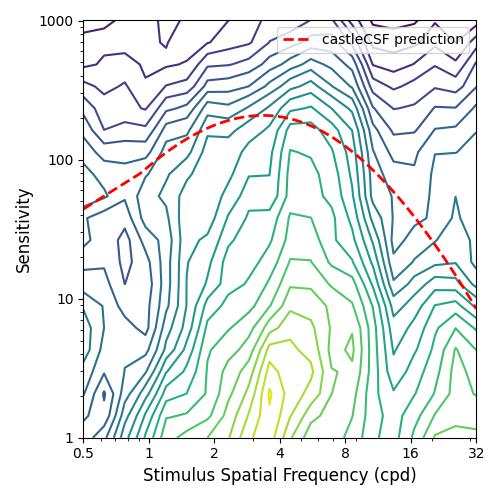 1000
castleCSF prediction
100
Sensitivity
10
1
0.5 1 2 4 8 16 32
Stimulus Spatial Frequency (cpd)